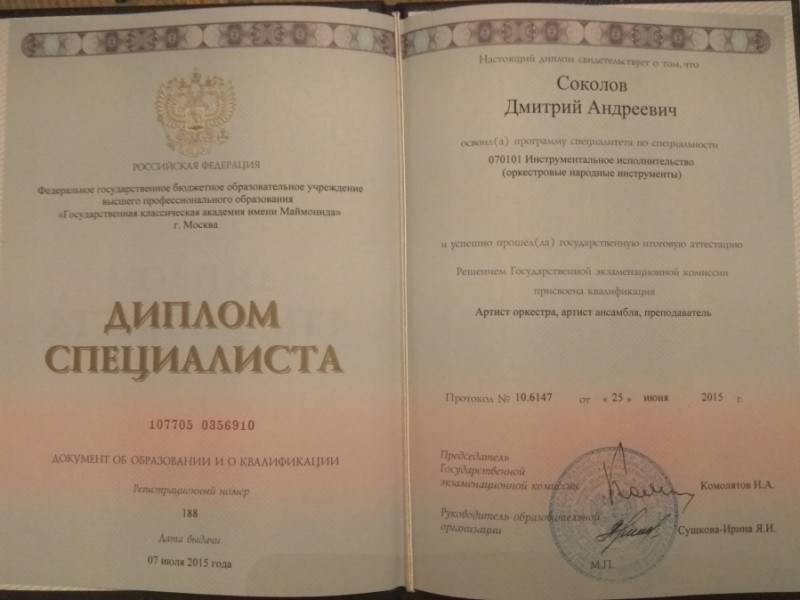 РОССИЙСКАЯ ФЕДЕРАЦИЯ
Федеральное государственное бюджетное образовательное учреждение
высшего профессионального образования
«Государственная классическая академия имени Маймонида»
г. Москва
ДИПЛОМ
СПЕЦИАЛИСТА
107705 0356910
ДОКУМЕНТ ОБ ОБРАЗОВАНИИ И О КВАЛИФИКАЦИИ
Регистрационный номер
188
Дата выдачи
07 июля 2015 года
Настоящий диплом свидетельствует о том, что
Соколов
Дмитрий Андреевич
освоил(а) программу специалитета по специальности
070101 Инструментальное исполнительство
(оркестровые народные инструменты)
и успешно прошел(ла) государственную итоговую аттестацию
Решением Государственной экзаменационной комиссии
присвоена квалификация
Артист оркестра, артист ансамбля, преподаватель
Протокол № 10.6147 от « 25 » июня 2015 г.
Председатель
Государственной
экзаменационной комиссии Комолятов Н.А.
Руководитель образовательной
организации Сушкова-Ирина Я.И.
М.П.